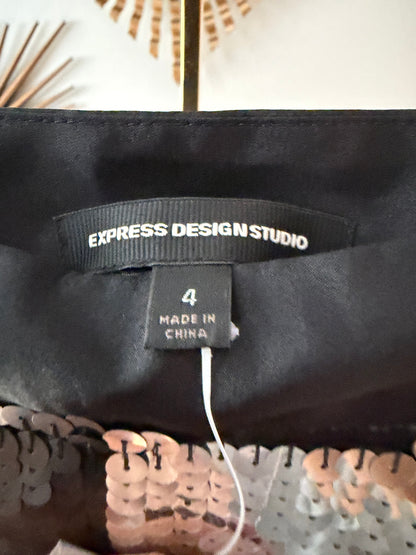 EXPRESS DESIGN STUDIO
4
MADE IN
CHINA